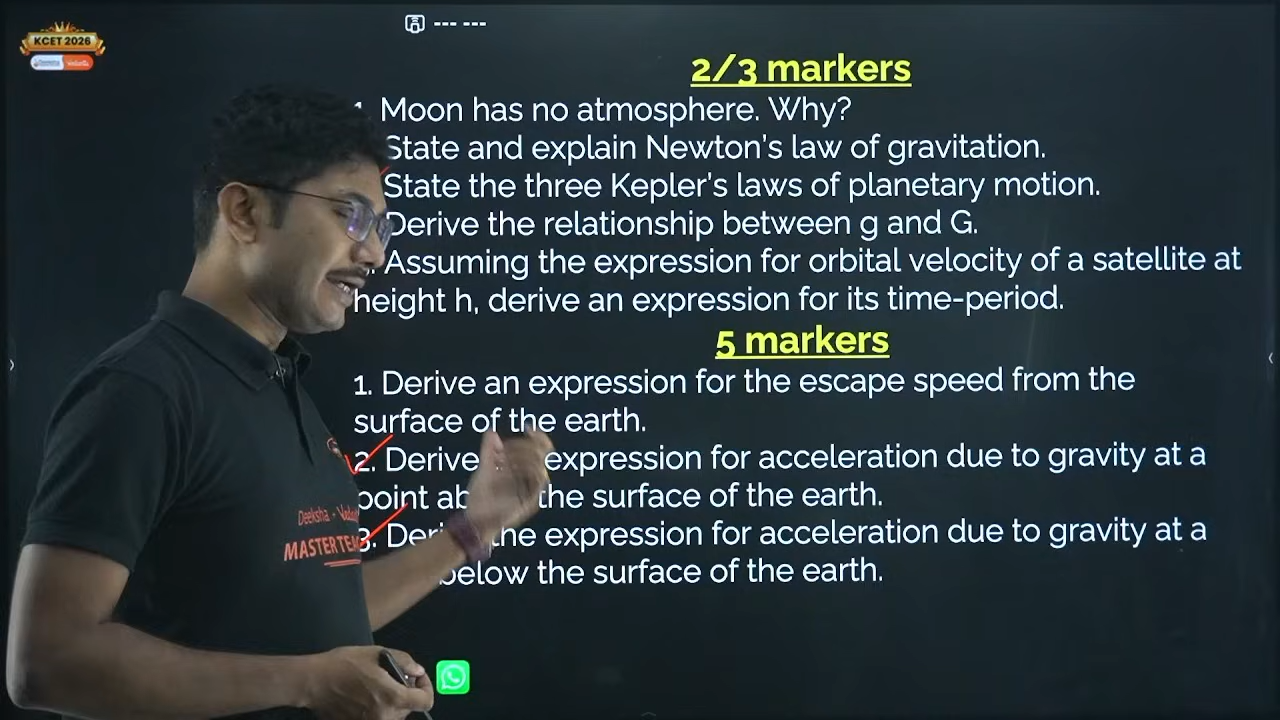 KCET 2026
2/3 markers
1. Moon has no atmosphere. Why?
State and explain Newton's law of gravitation.
State the three Kepler's laws of planetary motion.
Derive the relationship between g and G.
Assuming the expression for orbital velocity of a satellite at
height h, derive an expression for its time-period.
5 markers
1. Derive an expression for the escape speed from the
surface of the earth.
2. Derive expression for acceleration due to gravity at a
point the surface of the earth.
3. the expression for acceleration due to gravity at a
below the surface of the earth.
Deeksha -
MASTER